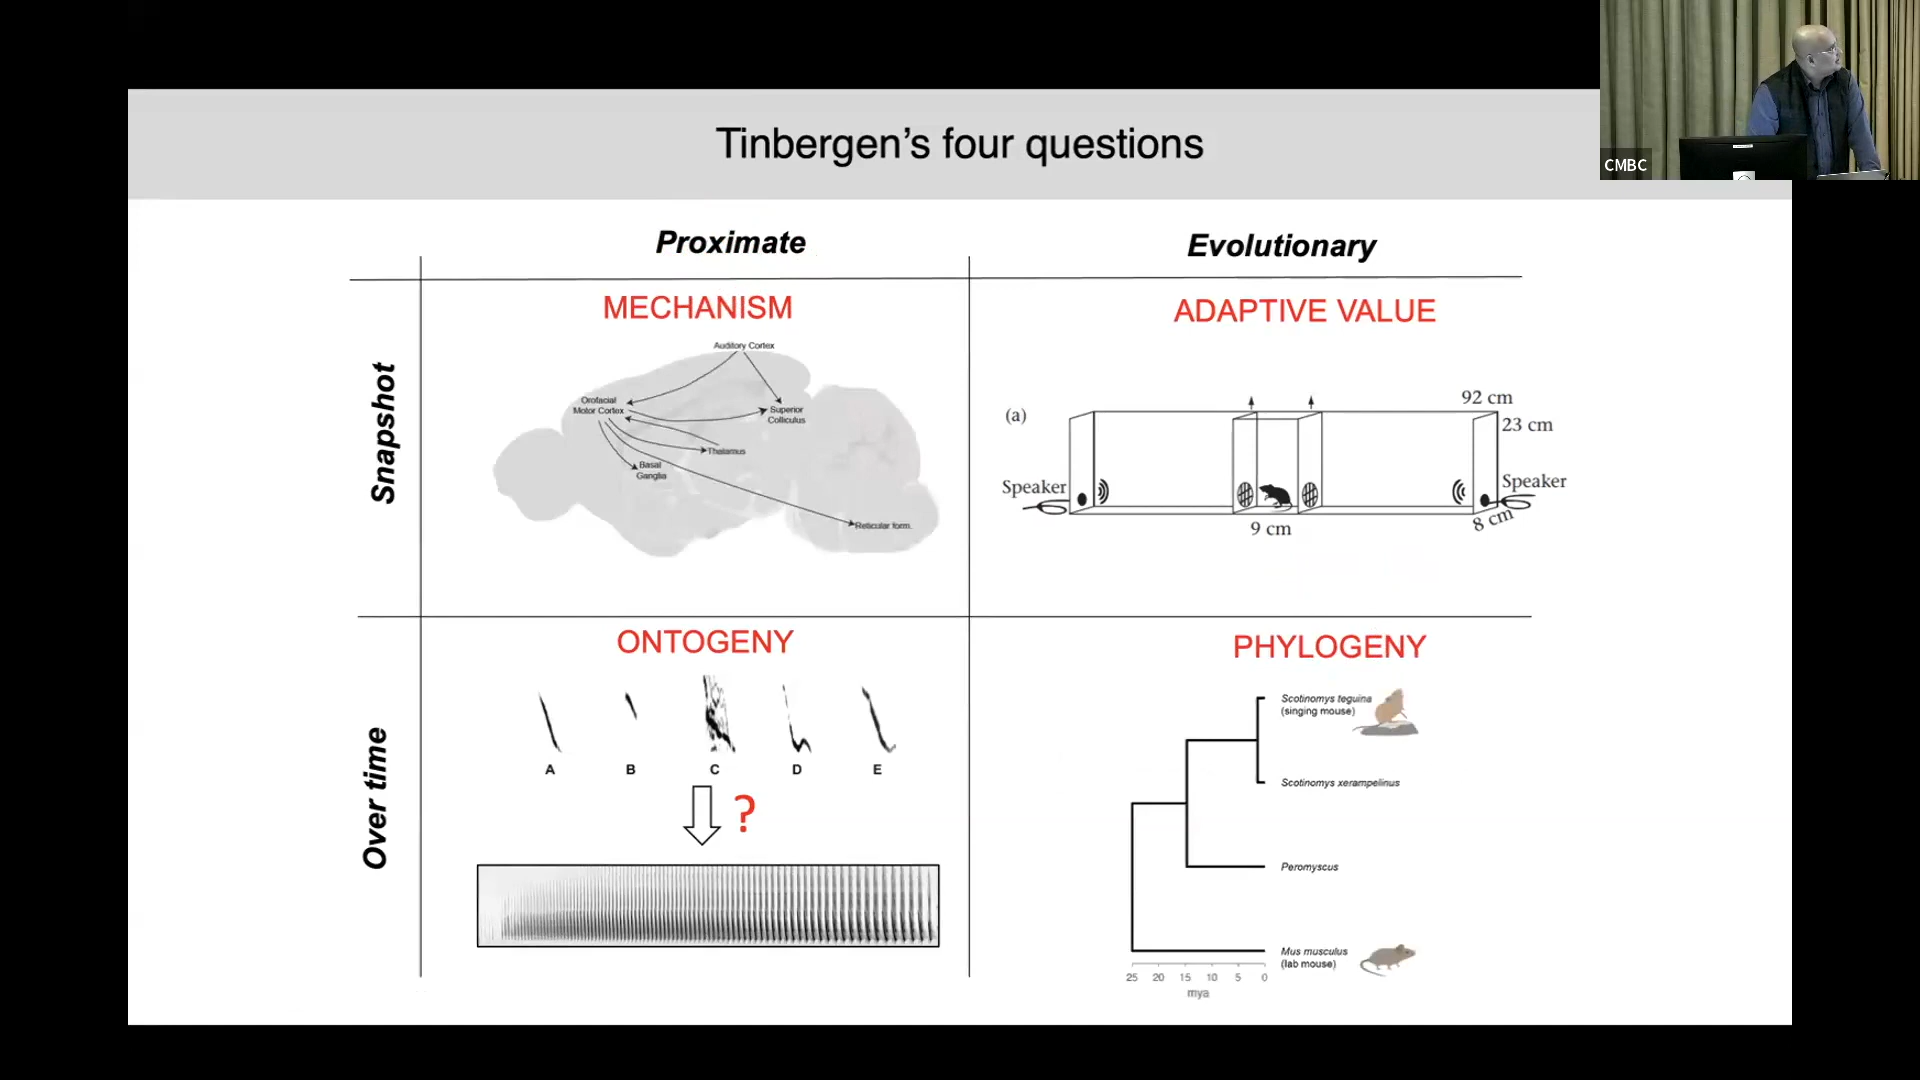 CMBC
Tinbergen's four questions
Proximate
Evolutionary
Snapshot
MECHANISM
Auditory Cortex
Orofacial
Motor Cortex
Superior
Colliculus
Thalamus
Basal
Ganglia
Reticular form.
ADAPTIVE VALUE
(a)
92 cm
23 cm
Speaker
Speaker
9 cm
8 cm
Over time
ONTOGENY
A B C D E
?
PHYLOGENY
Scotinomys teguina
(singing mouse)
Scotinomys xerampelinus
Peromyscus
Mus musculus
(lab mouse)
25 20 15 10 5 0
mya